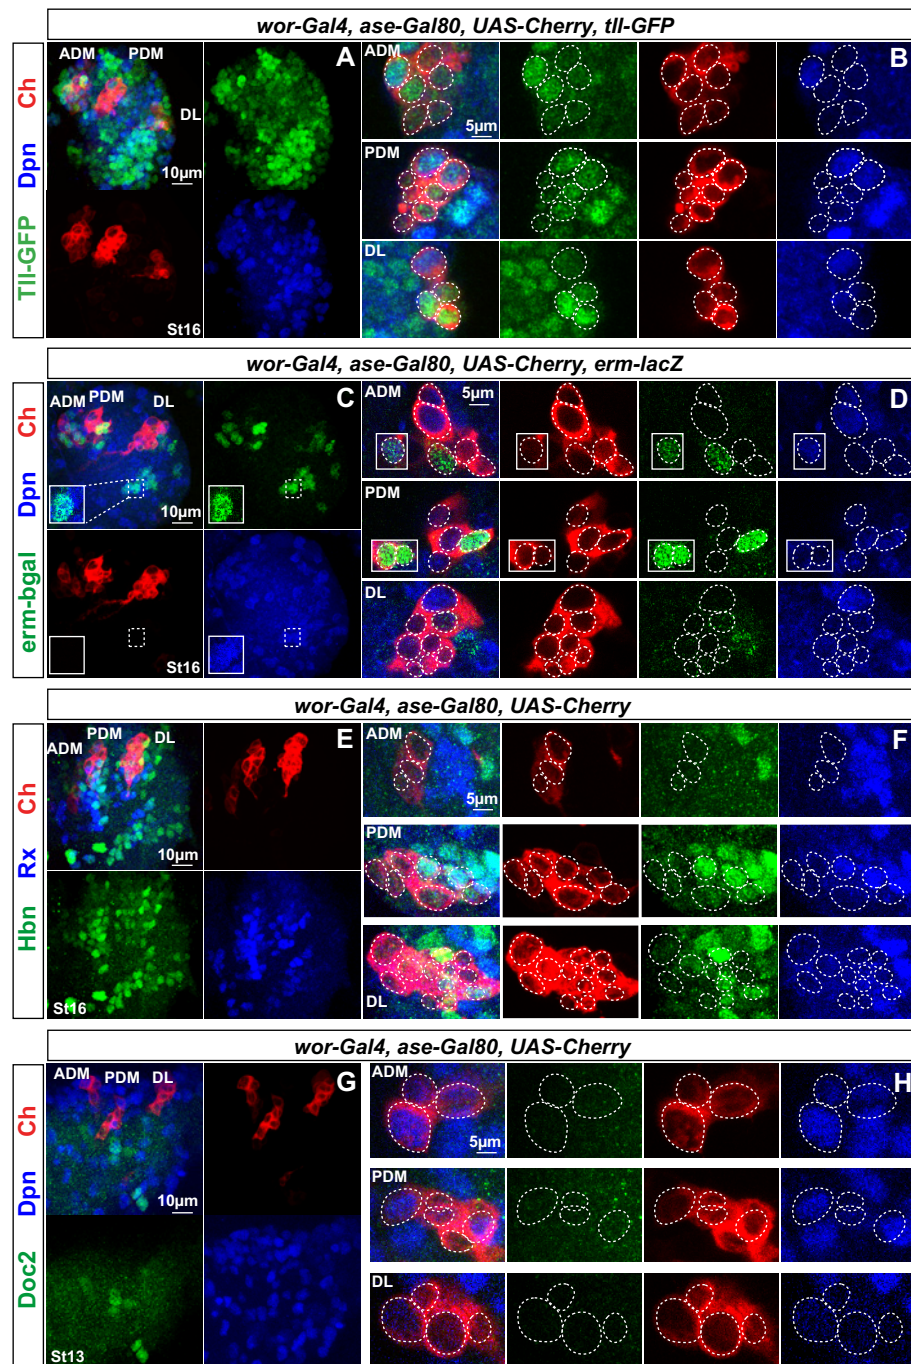 wor-Gal4, ase-Gal80, UAS-Cherry, tll-GFP
Tll-GFP Dpn Ch
ADM PDM A
DL
10µm
St16
ADM B
5µm
PDM
DL
wor-Gal4, ase-Gal80, UAS-Cherry, erm-lacZ
erm-bgal Dpn Ch
ADM PDM DL C
10µm
St16
ADM 5µm D
PDM
DL
wor-Gal4, ase-Gal80, UAS-Cherry
Hbn Rx Ch
ADM PDM DL E
10µm
St16
ADM F
5µm
PDM
DL
wor-Gal4, ase-Gal80, UAS-Cherry
Doc2 Dpn Ch
ADM PDM DL G
10µm
St13
ADM H
5µm
PDM
DL